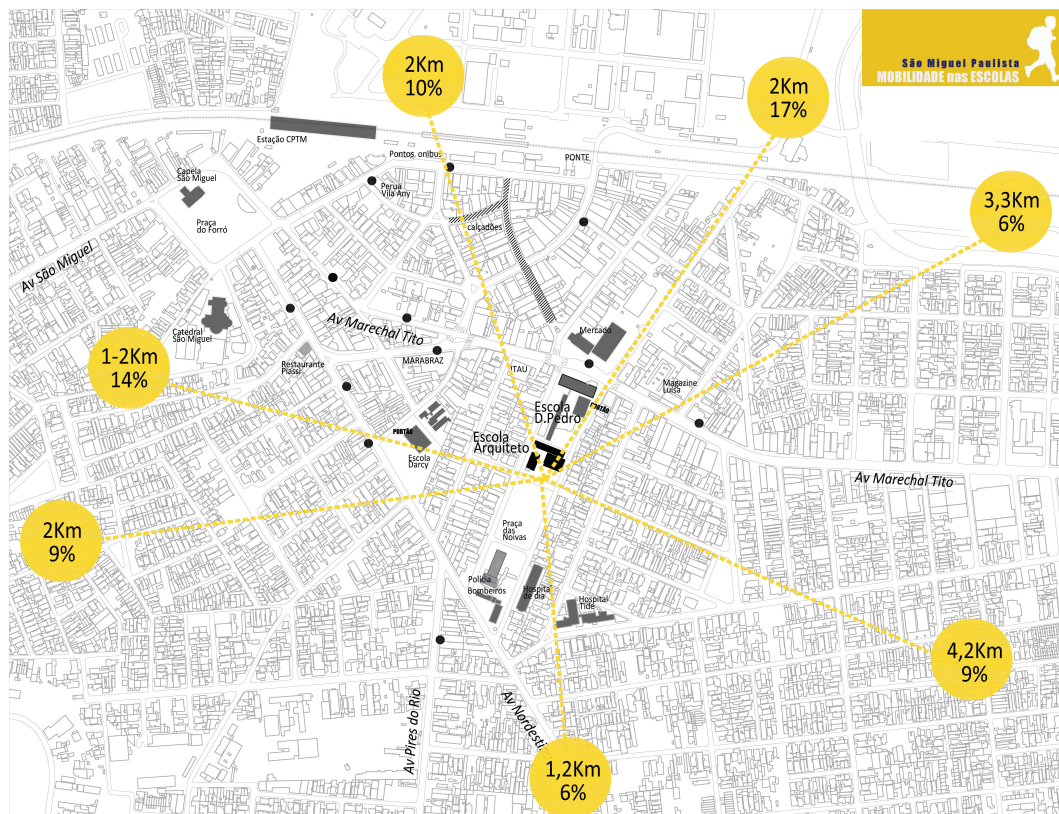 São Miguel Paulista
MOBILIDADE nas ESCOLAS
2Km
10%
2Km
17%
Estação CPTM
Pontos onibus
PONTE
Capela
São Miguel
Perua
Vila Any
3,3Km
6%
Praça
do Forró
calçadões
Av São Miguel
Av Marechal Tito
Catedral
São Miguel
Mercado
1-2Km
14%
Restaurante
Piassi
MARABRAZ
ITAU
Magazine
Luisa
Escola
D.Pedro
PORTÃO
PORTÃO
Escola
Arquiteto
Escola
Darcy
Av Marechal Tito
2Km
9%
Praça
das
Noivas
Polícia
Bombeiros
Hospital
de dia
Hospital
Tide
4,2Km
9%
Av Pires do Rio
Av Nordesti
1,2Km
6%